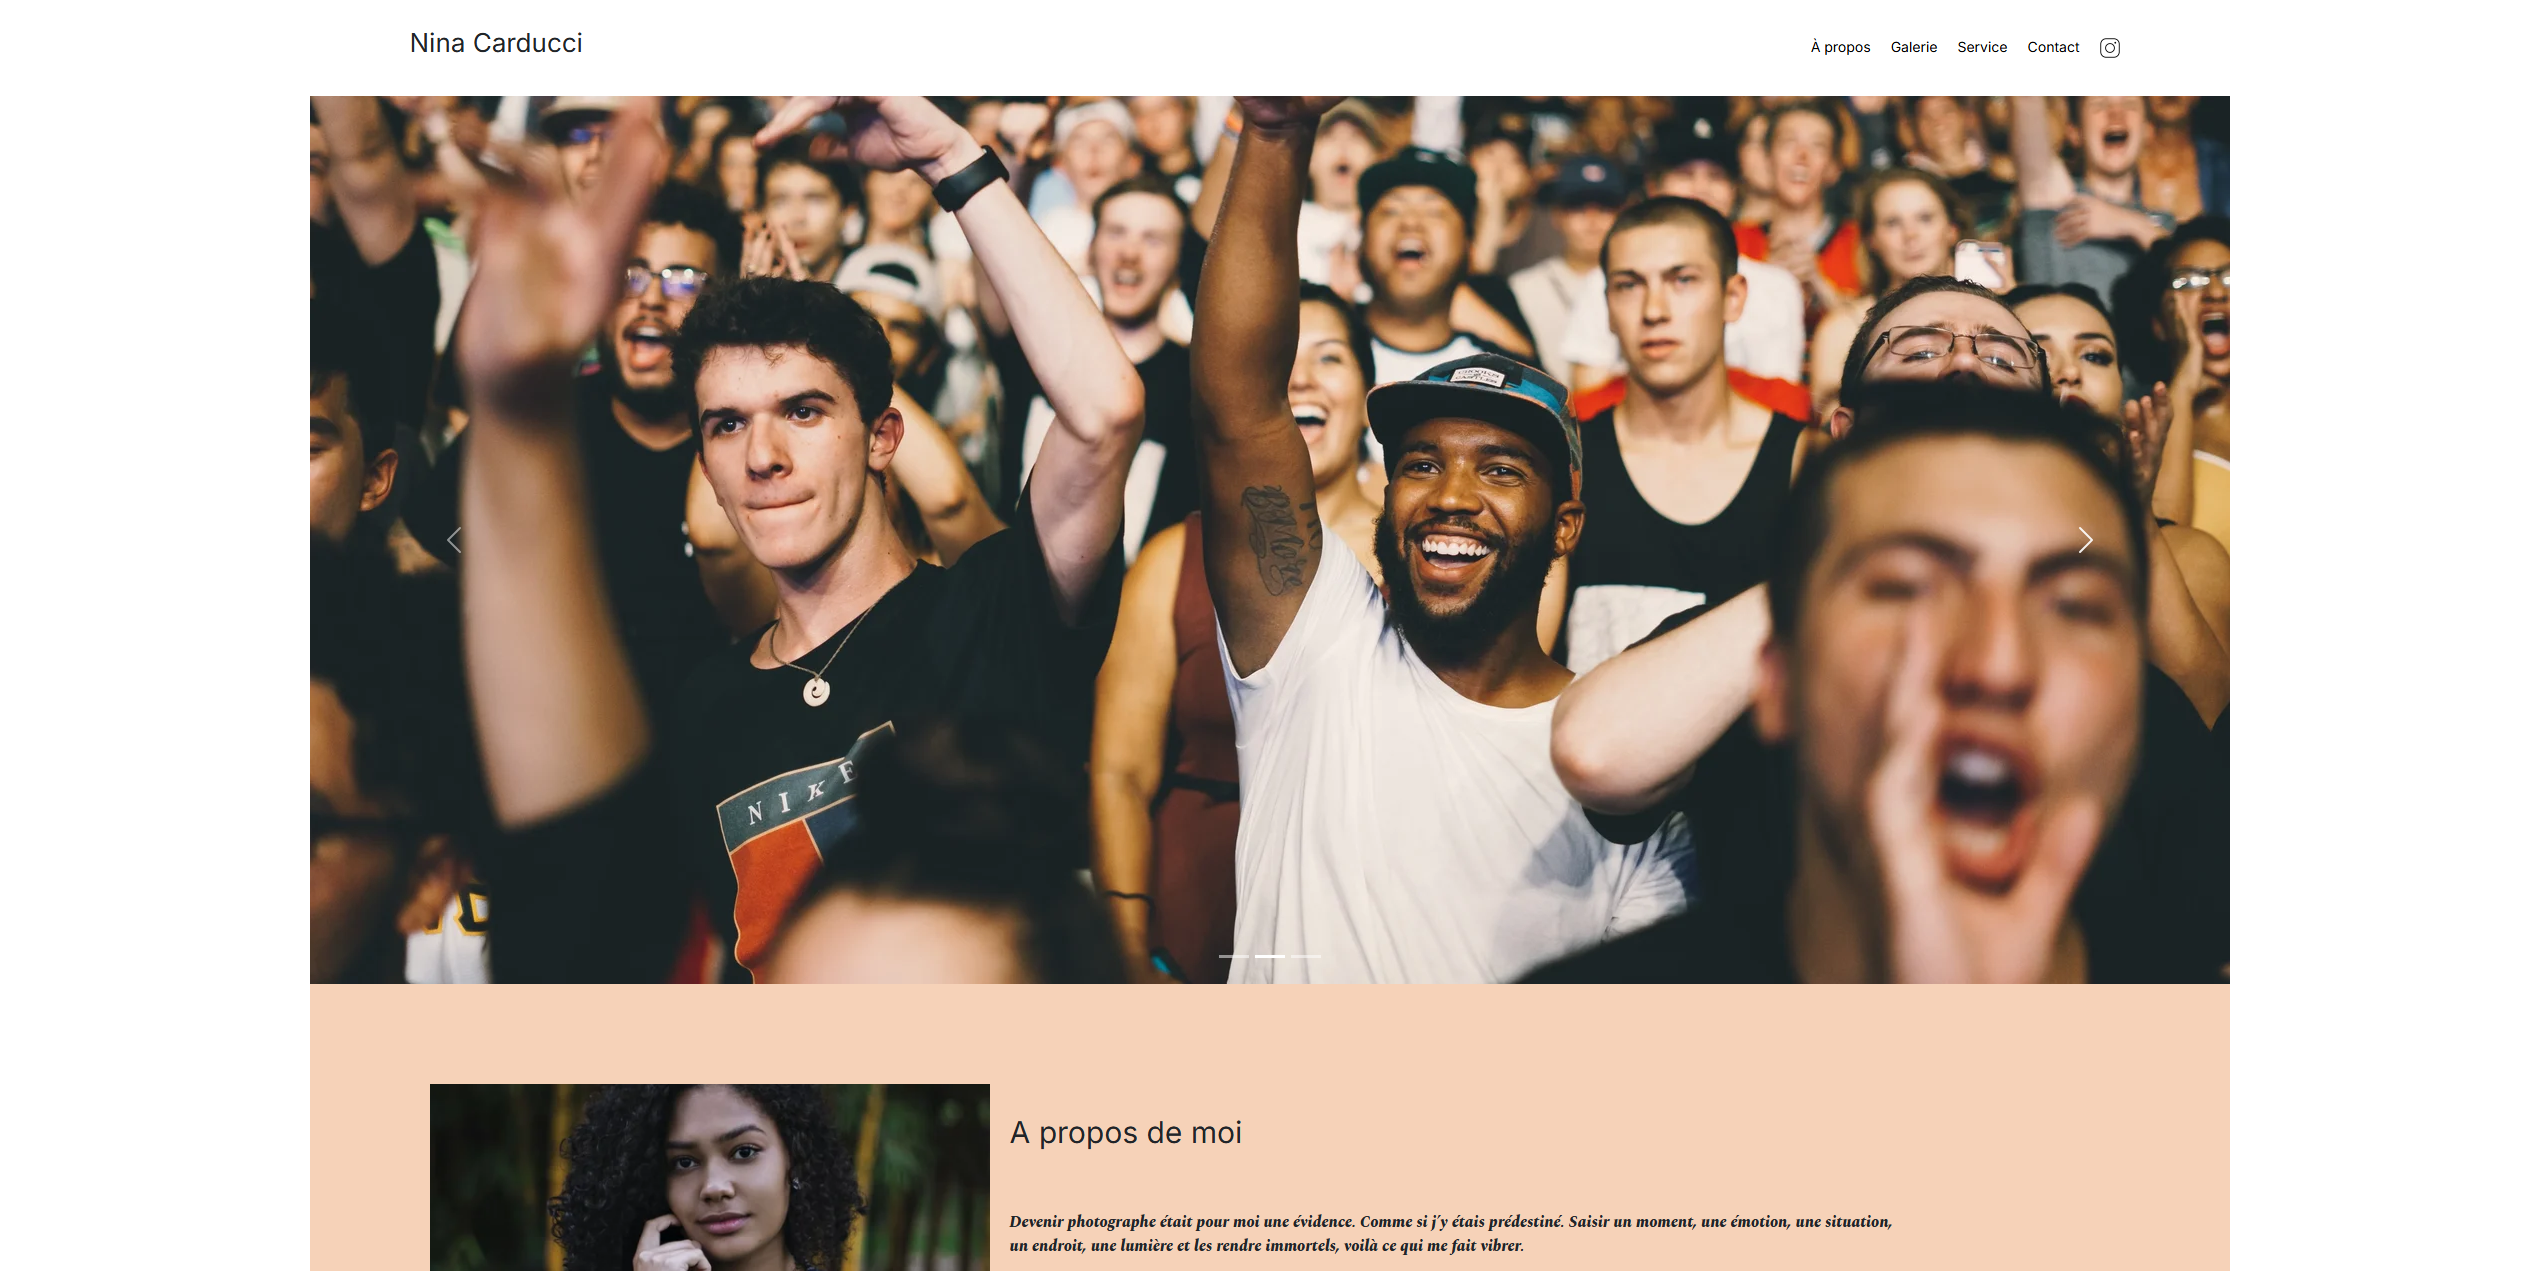 Nina Carducci
À propos Galerie Service Contact
NIKE
A propos de moi
Devenir photographe était pour moi une évidence. Comme si j'y étais prédestiné. Saisir un moment, une émotion, une situation,
un endroit, une lumière et les rendre immortels, voilà ce qui me fait vibrer.